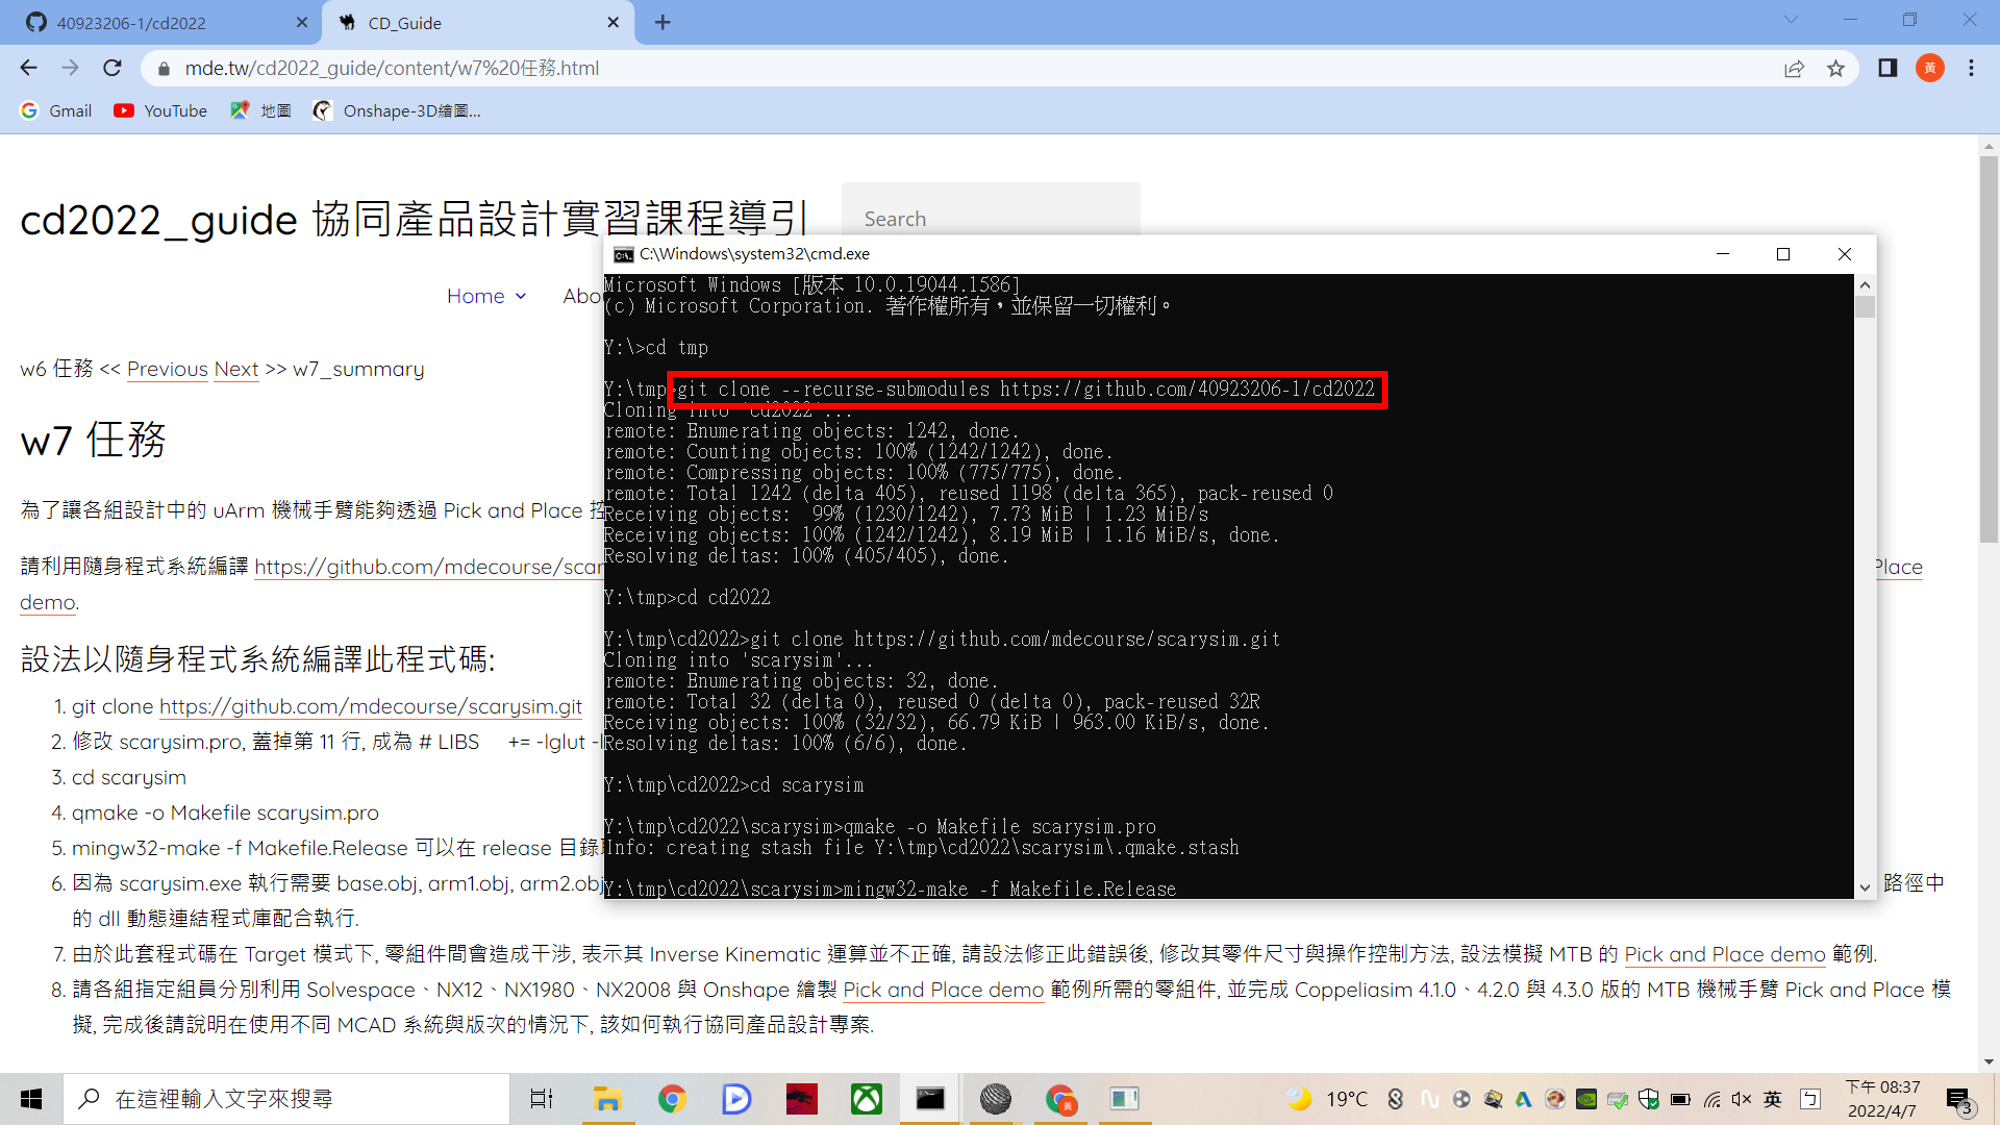 40923206-1/cd2022
CD_Guide
mde.tw/cd2022_guide/content/w7%20任務.html
黃
Gmail
YouTube
地圖
Onshape-3D繪圖...
cd2022_guide 協同產品設計實習課程導引
Search
Home
Abo
w6 任務 << Previous Next >> w7_summary
w7 任務
為了讓各組設計中的 uArm 機械手臂能夠透過 Pick and Place 控
請利用隨身程式系統編譯 https://github.com/mdecourse/scar
Place
demo.
設法以隨身程式系統編譯此程式碼:
1. git clone https://github.com/mdecourse/scarysim.git
2. 修改 scarysim.pro, 蓋掉第 11 行, 成為 # LIBS += -lglut -l
3. cd scarysim
4. qmake -o Makefile scarysim.pro
5. mingw32-make -f Makefile.Release 可以在 release 目錄
6. 因為 scarysim.exe 執行需要 base.obj, arm1.obj, arm2.obj
路徑中
的 dll 動態連結程式庫配合執行.
7. 由於此套程式碼在 Target 模式下, 零組件間會造成干涉, 表示其 Inverse Kinematic 運算並不正確, 請設法修正此錯誤後, 修改其零件尺寸與操作控制方法, 設法模擬 MTB 的 Pick and Place demo 範例.
8. 請各組指定組員分別利用 Solvespace、NX12、NX1980、NX2008 與 Onshape 繪製 Pick and Place demo 範例所需的零組件, 並完成 Coppeliasim 4.1.0、4.2.0 與 4.3.0 版的 MTB 機械手臂 Pick and Place 模
擬, 完成後請說明在使用不同 MCAD 系統與版次的情況下, 該如何執行協同產品設計專案.
C:\Windows\system32\cmd.exe
Microsoft Windows [版本 10.0.19044.1586]
(c) Microsoft Corporation. 著作權所有，並保留一切權利。
Y:\>cd tmp
Y:\tmp>git clone --recurse-submodules https://github.com/40923206-1/cd2022
Cloning into 'cd2022'...
remote: Enumerating objects: 1242, done.
remote: Counting objects: 100% (1242/1242), done.
remote: Compressing objects: 100% (775/775), done.
remote: Total 1242 (delta 405), reused 1198 (delta 365), pack-reused 0
Receiving objects:  99% (1230/1242), 7.73 MiB | 1.23 MiB/s
Receiving objects: 100% (1242/1242), 8.19 MiB | 1.16 MiB/s, done.
Resolving deltas: 100% (405/405), done.
Y:\tmp>cd cd2022
Y:\tmp\cd2022>git clone https://github.com/mdecourse/scarysim.git
Cloning into 'scarysim'...
remote: Enumerating objects: 32, done.
remote: Total 32 (delta 0), reused 0 (delta 0), pack-reused 32R
Receiving objects: 100% (32/32), 66.79 KiB | 963.00 KiB/s, done.
Resolving deltas: 100% (6/6), done.
Y:\tmp\cd2022>cd scarysim
Y:\tmp\cd2022\scarysim>qmake -o Makefile scarysim.pro
Info: creating stash file Y:\tmp\cd2022\scarysim\.qmake.stash
Y:\tmp\cd2022\scarysim>mingw32-make -f Makefile.Release
在這裡輸入文字來搜尋
19°C
英
ㄅ
下午 08:37
2022/4/7
3